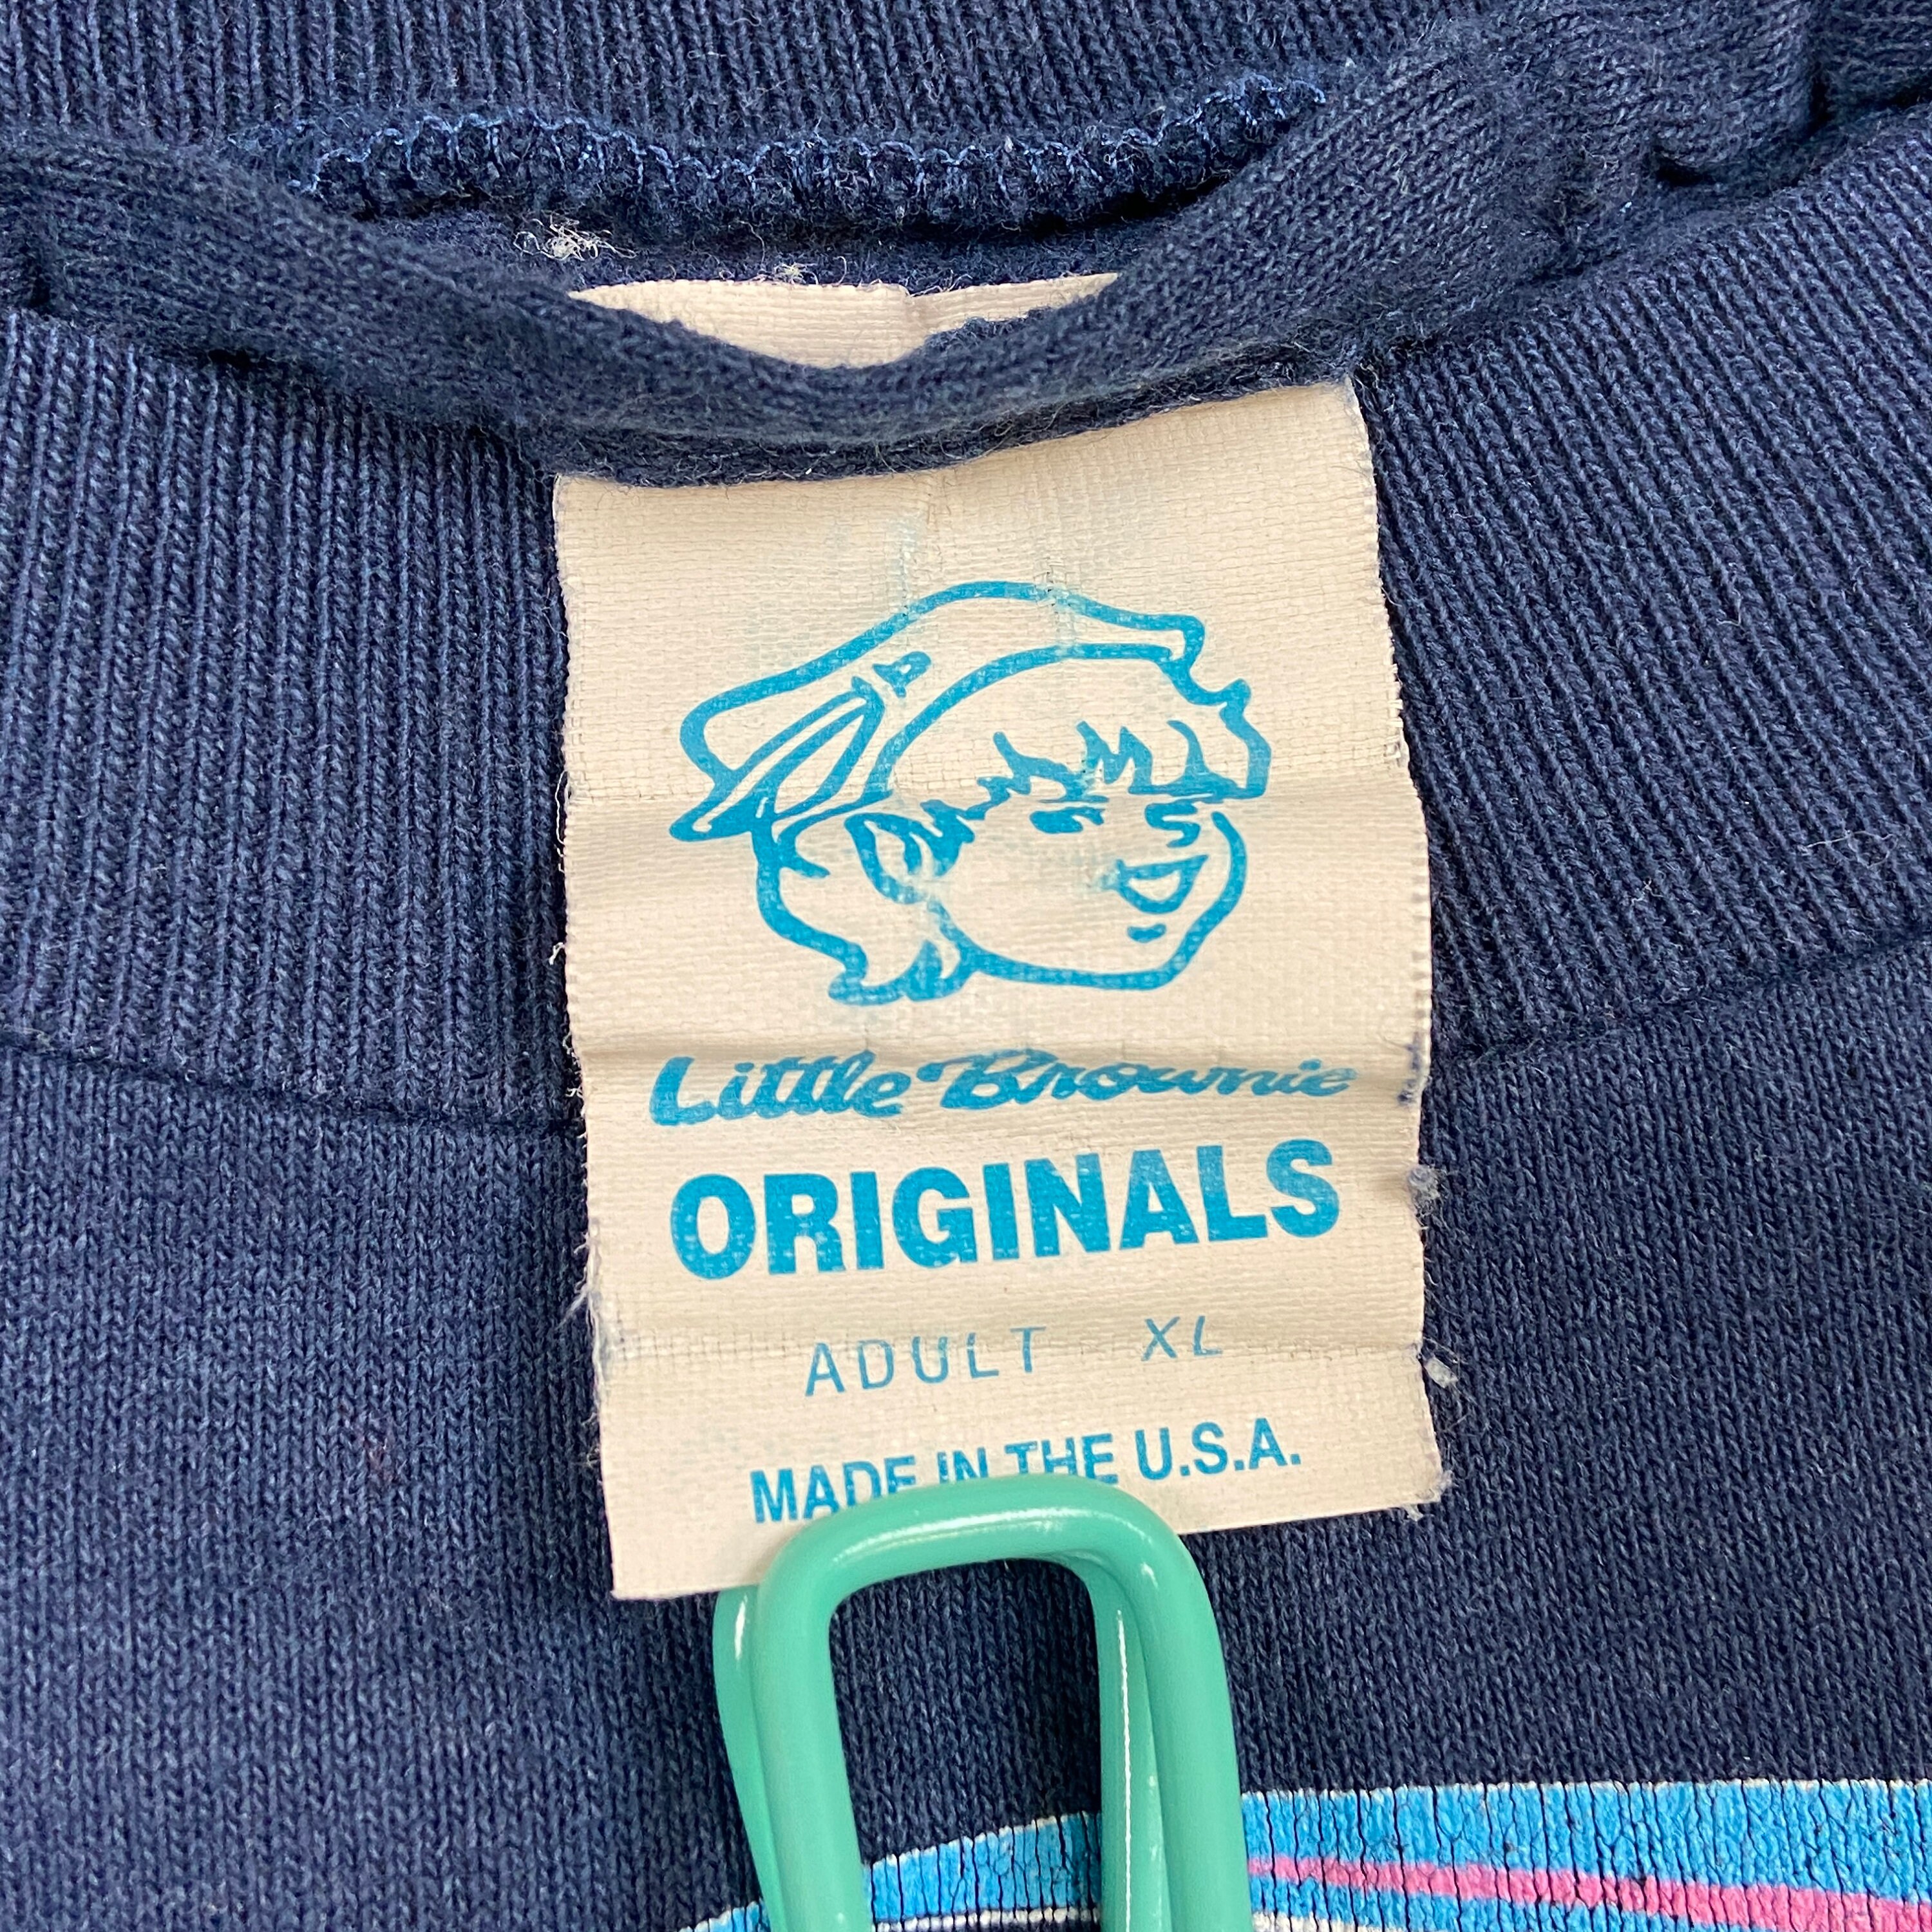 Little Brownie
ORIGINALS
ADULT XL
MADE IN THE U.S.A.